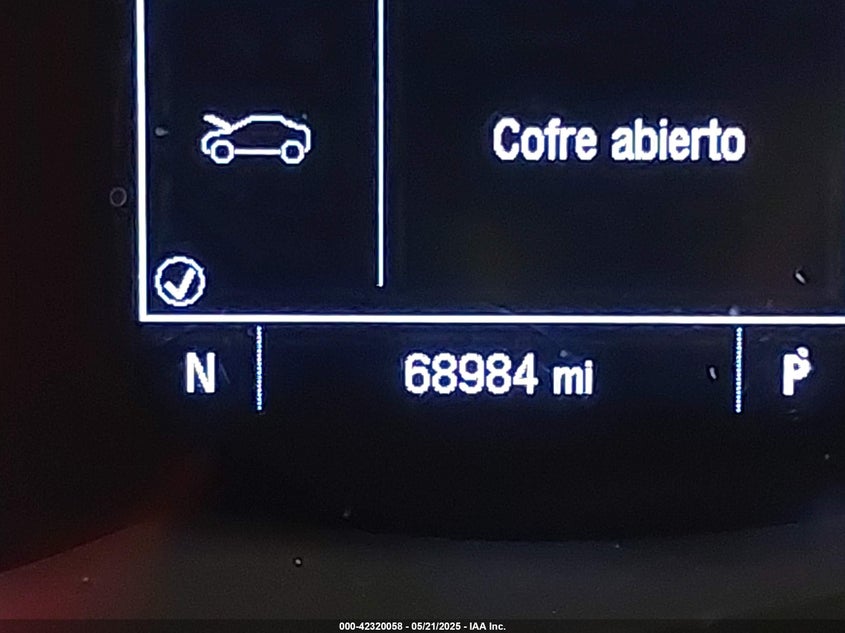 Cofre abierto
N 68984 mi P
000-42320058 - 05/21/2025 - IAA Inc.